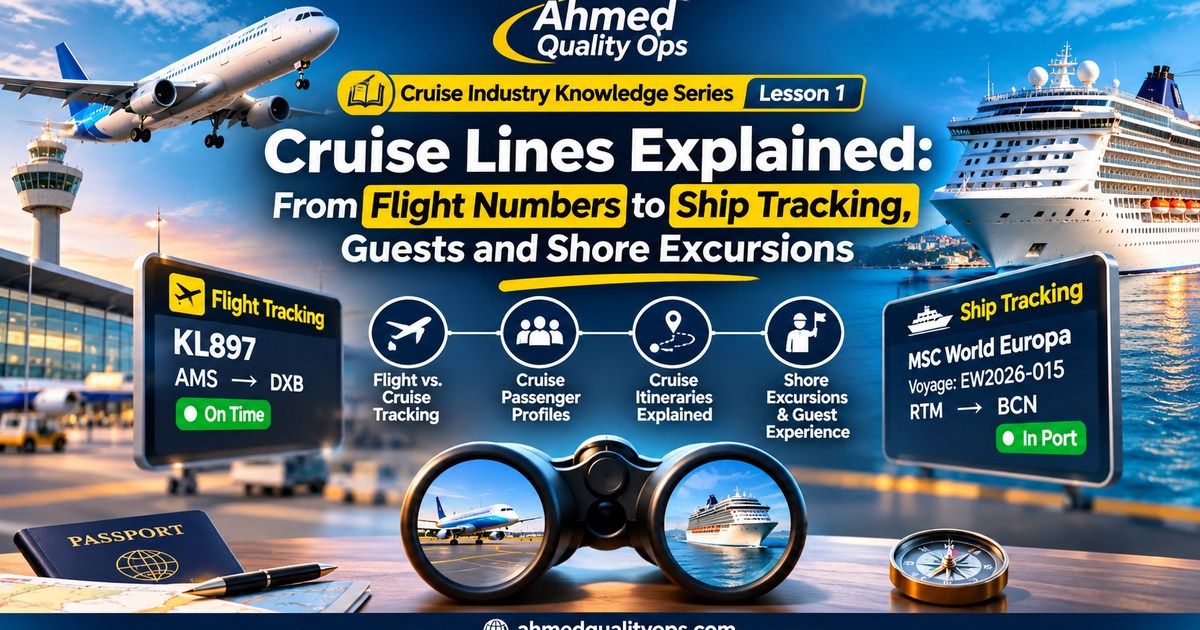 Ahmed
Quality Ops
Cruise Industry Knowledge Series Lesson 1
Cruise Lines Explained:
From Flight Numbers to Ship Tracking,
Guests and Shore Excursions
Flight Tracking
KL897
AMS → DXB
On Time
Flight vs.
Cruise
Tracking
Cruise
Passenger
Profiles
Cruise
Itineraries
Explained
Shore
Excursions
& Guest
Experience
Ship Tracking
MSC World Europa
Voyage: EW2026-015
RTM → BCN
In Port
PASSPORT
ahmedqualityops.com